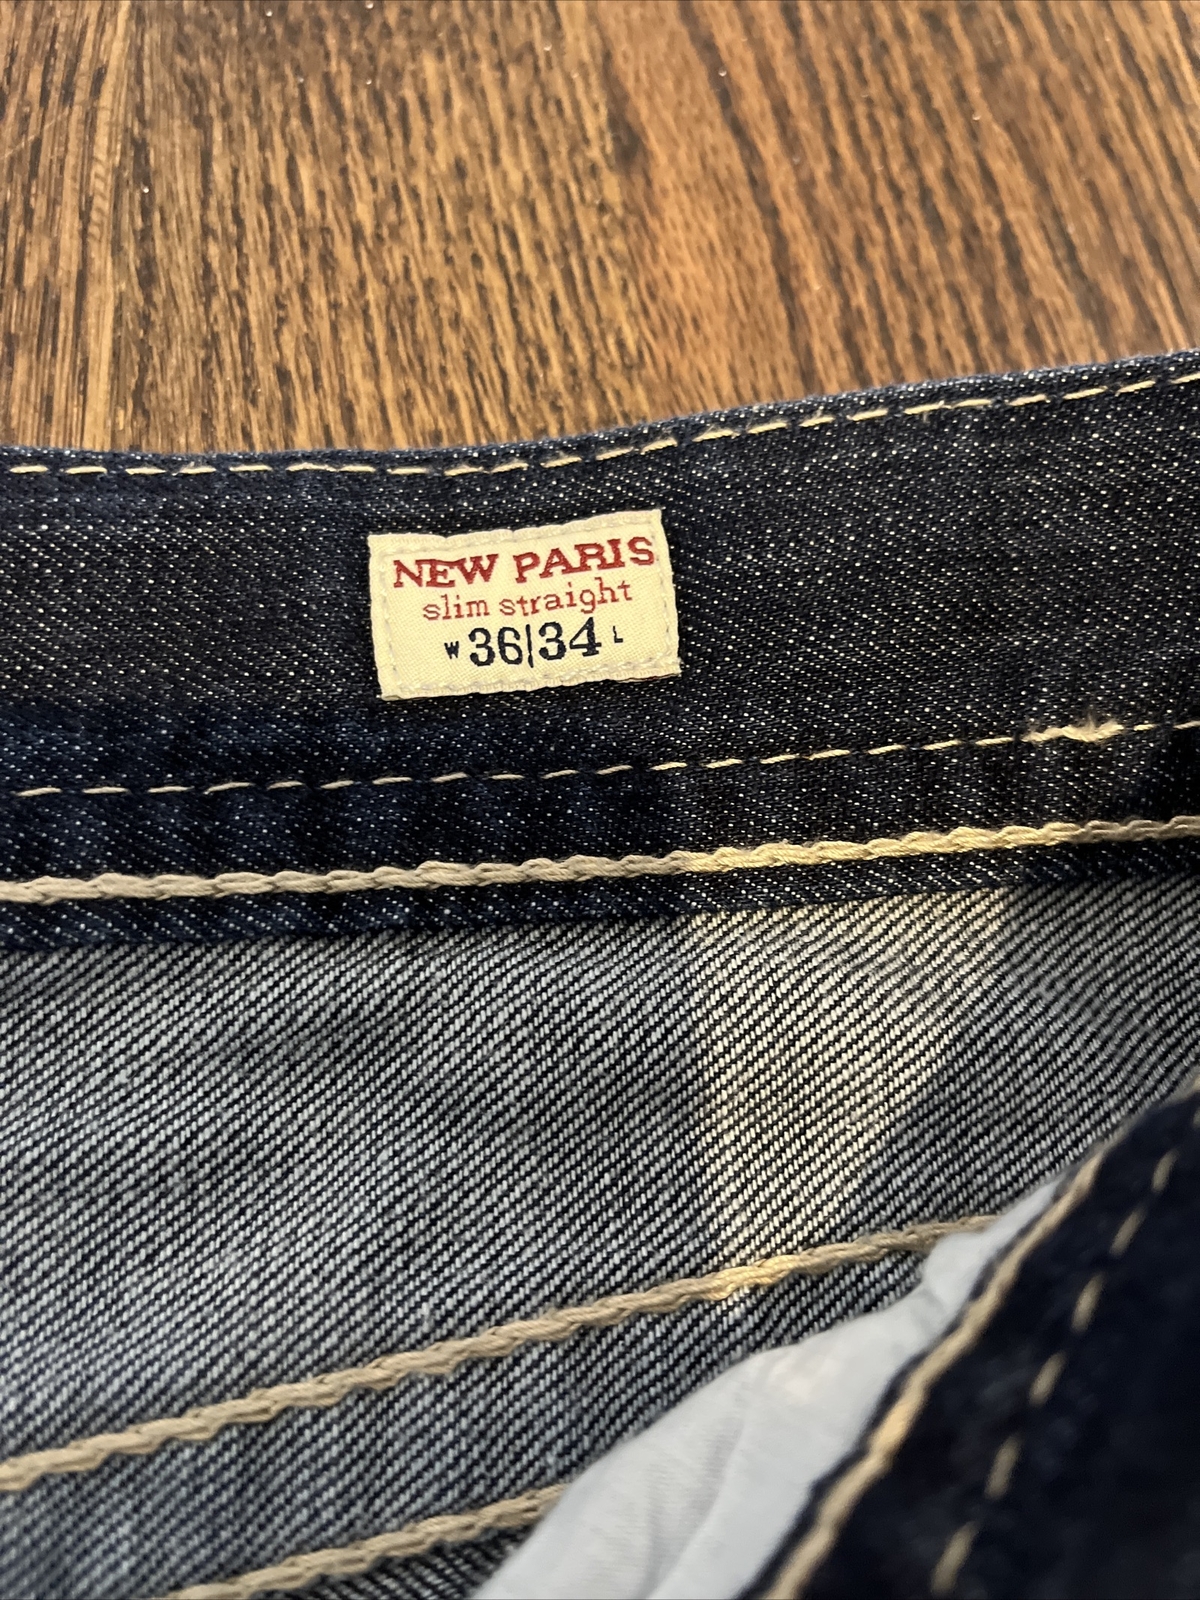 NEW PARIS
slim straight
W 36|34 L